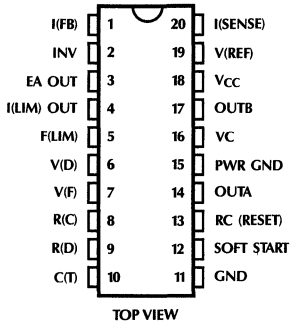 I(FB) 1 20 I(SENSE)
INV 2 19 V(REF)
EA OUT 3 18 VCC
I(LIM) OUT 4 17 OUTB
F(LIM) 5 16 VC
V(D) 6 15 PWR GND
V(F) 7 14 OUTA
R(C) 8 13 RC (RESET)
R(D) 9 12 SOFT START
C(T) 10 11 GND
TOP VIEW